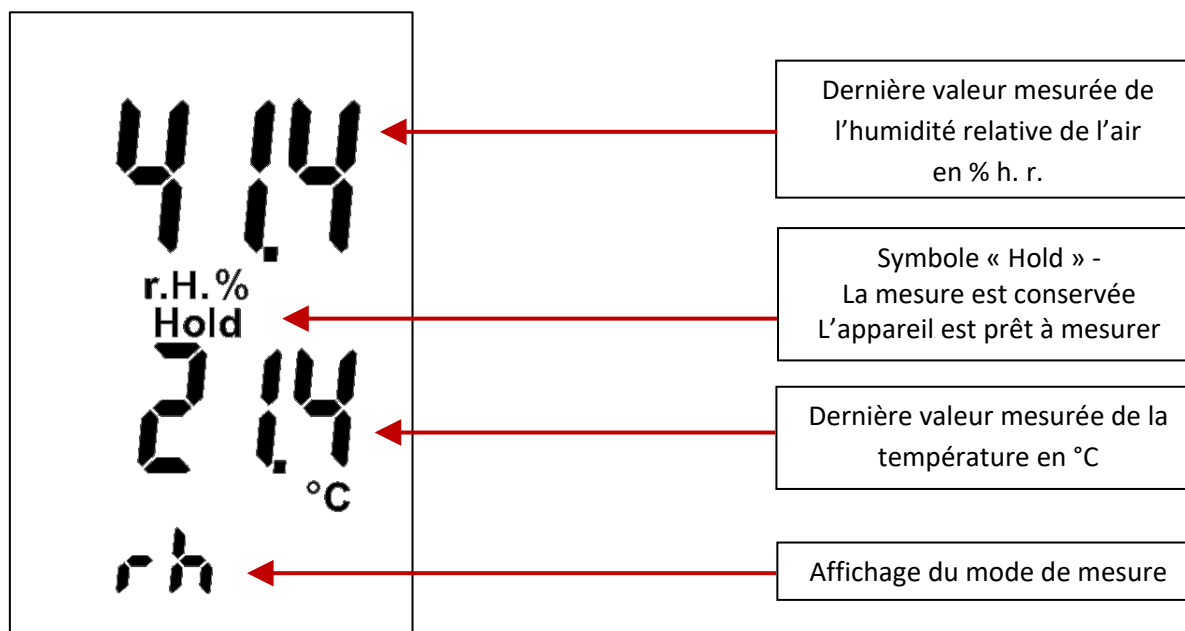 41.4
r.H.%
Hold
21.4
°C
rh
Dernière valeur mesurée de
l’humidité relative de l’air
en % h. r.
Symbole « Hold » -
La mesure est conservée
L’appareil est prêt à mesurer
Dernière valeur mesurée de la
température en °C
Affichage du mode de mesure